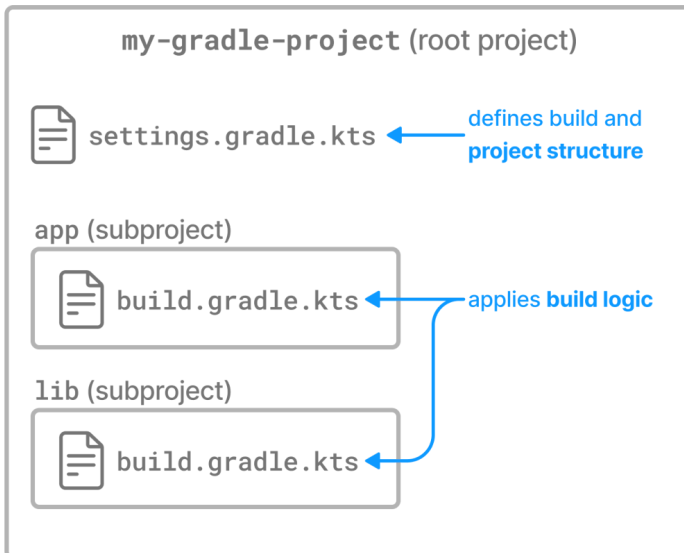 my-gradle-project (root project)
settings.gradle.kts
defines build and
project structure
app (subproject)
build.gradle.kts
applies build logic
lib (subproject)
build.gradle.kts